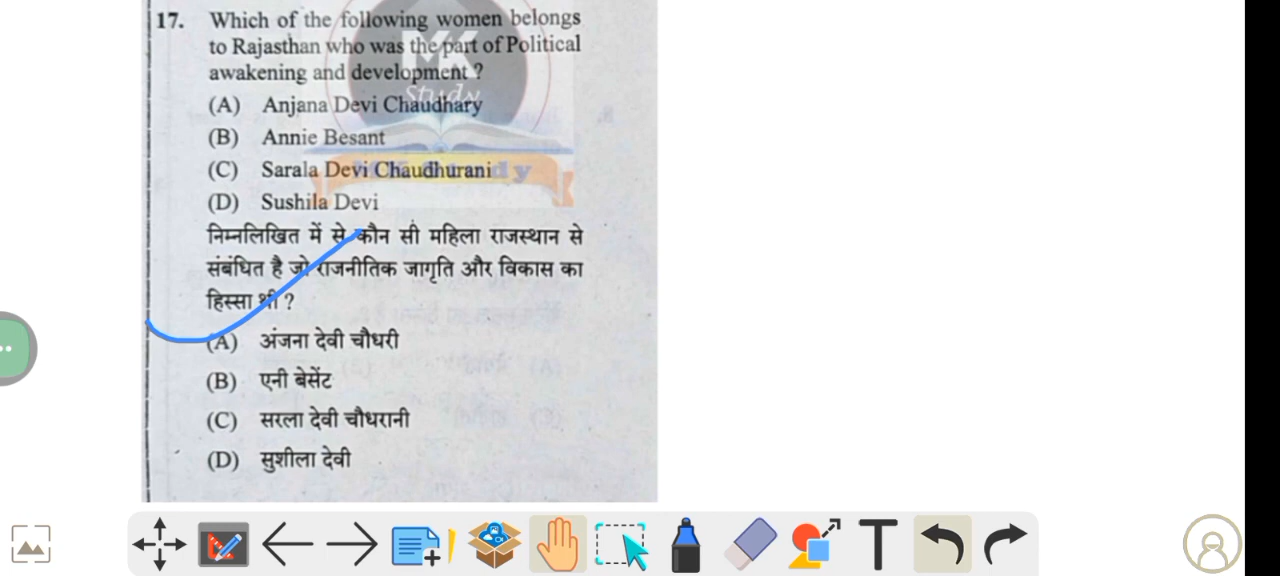 17. Which of the following women belongs
to Rajasthan who was the part of Political
awakening and development ?
MK
Study
(A) Anjana Devi Chaudhary
(B) Annie Besant
(C) Sarala Devi Chaudhurani
(D) Sushila Devi
निम्नलिखित में से कौन सी महिला राजस्थान से
संबंधित है जो राजनीतिक जागृति और विकास का
हिस्सा थी ?
(A) अंजना देवी चौधरी
(B) एनी बेसेंट
(C) सरला देवी चौधरानी
(D) सुशीला देवी
T